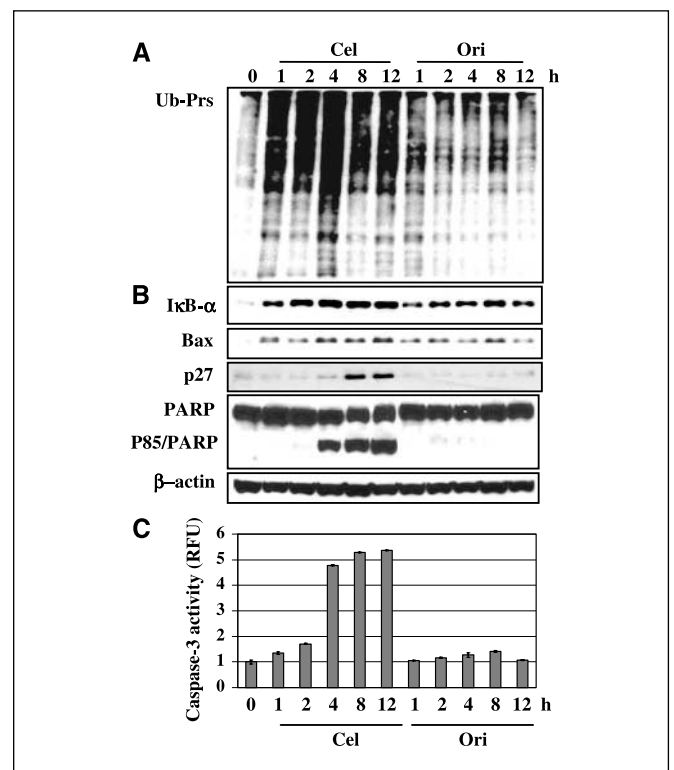 A
Cel Ori
0 1 2 4 8 12 1 2 4 8 12 h
Ub-Prs
B
IκB-α
Bax
p27
PARP
P85/PARP
β–actin
C
Caspase-3 activity (RFU)
6
5
4
3
2
1
0
0 1 2 4 8 12 1 2 4 8 12 h
Cel Ori